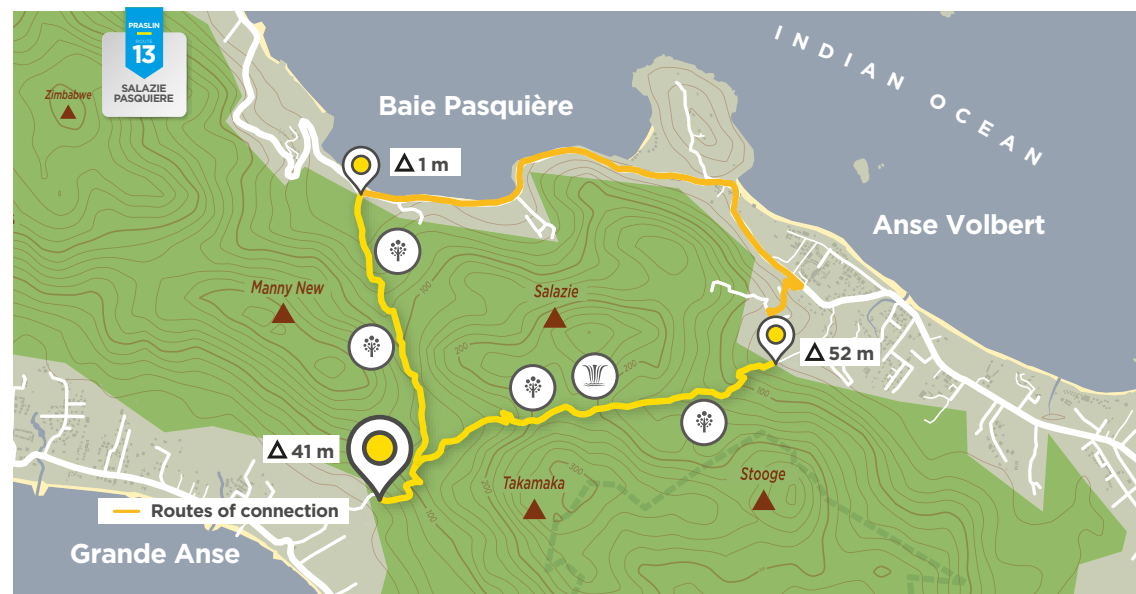 PRASLIN
ROUTE
13
SALAZIE
PASQUIERE
INDIAN OCEAN
Zimbabwe
Baie Pasquière
1 m
Anse Volbert
Manny New
Salazie
100
200
200
52 m
100
41 m
300
Takamaka
Stooge
200
100
Routes of connection
Grande Anse